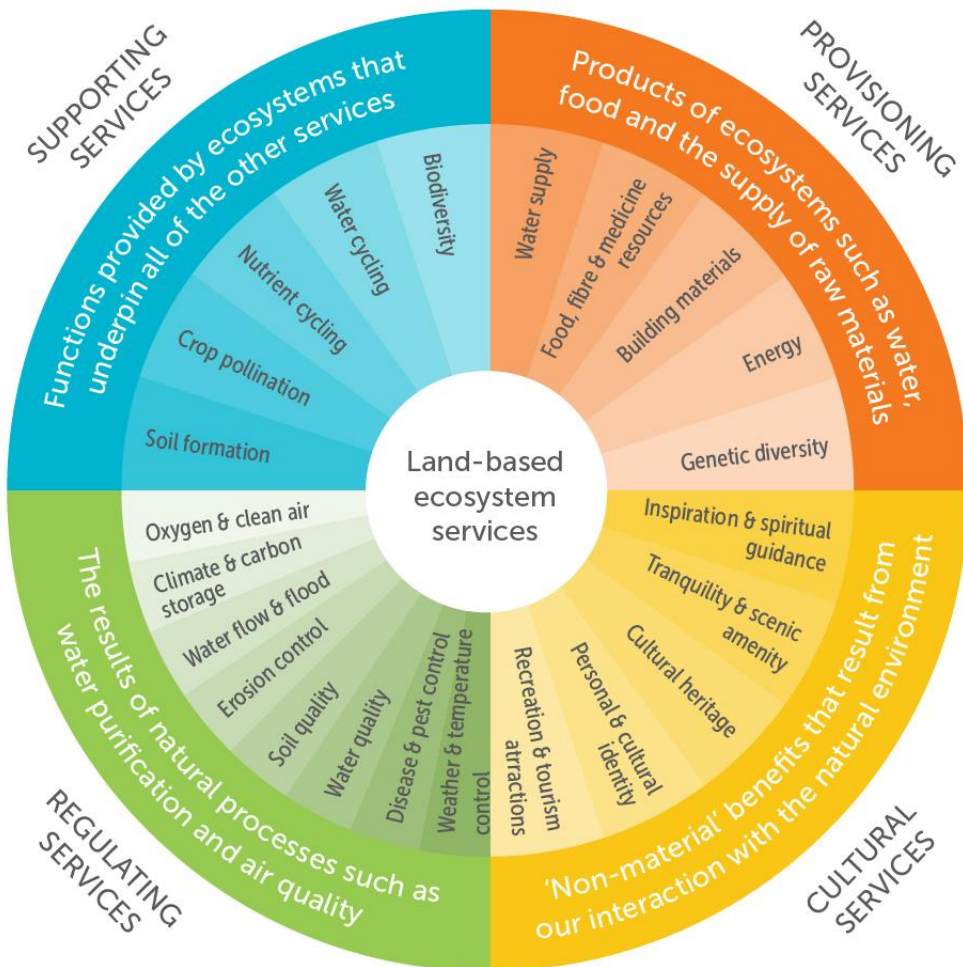 SUPPORTING
SERVICES
Functions provided by ecosystems that
underpin all of the other services
Soil formation
Crop pollination
Nutrient cycling
Water cycling
Biodiversity
PROVISIONING
SERVICES
Products of ecosystems such as water,
food and the supply of raw materials
Water supply
Food, fibre & medicine
resources
Building materials
Energy
Genetic diversity
Land-based
ecosystem
services
REGULATING
SERVICES
The results of natural processes such as
water purification and air quality
Oxygen & clean air
Climate & carbon
storage
Water flow & flood
Erosion control
Soil quality
Water quality
Disease & pest control
Weather & temperature
control
CULTURAL
SERVICES
'Non-material' benefits that result from
our interaction with the natural environment
Inspiration & spiritual
guidance
Tranquility & scenic
amenity
Cultural heritage
Personal & cultural
identity
Recreation & tourism
atrractions